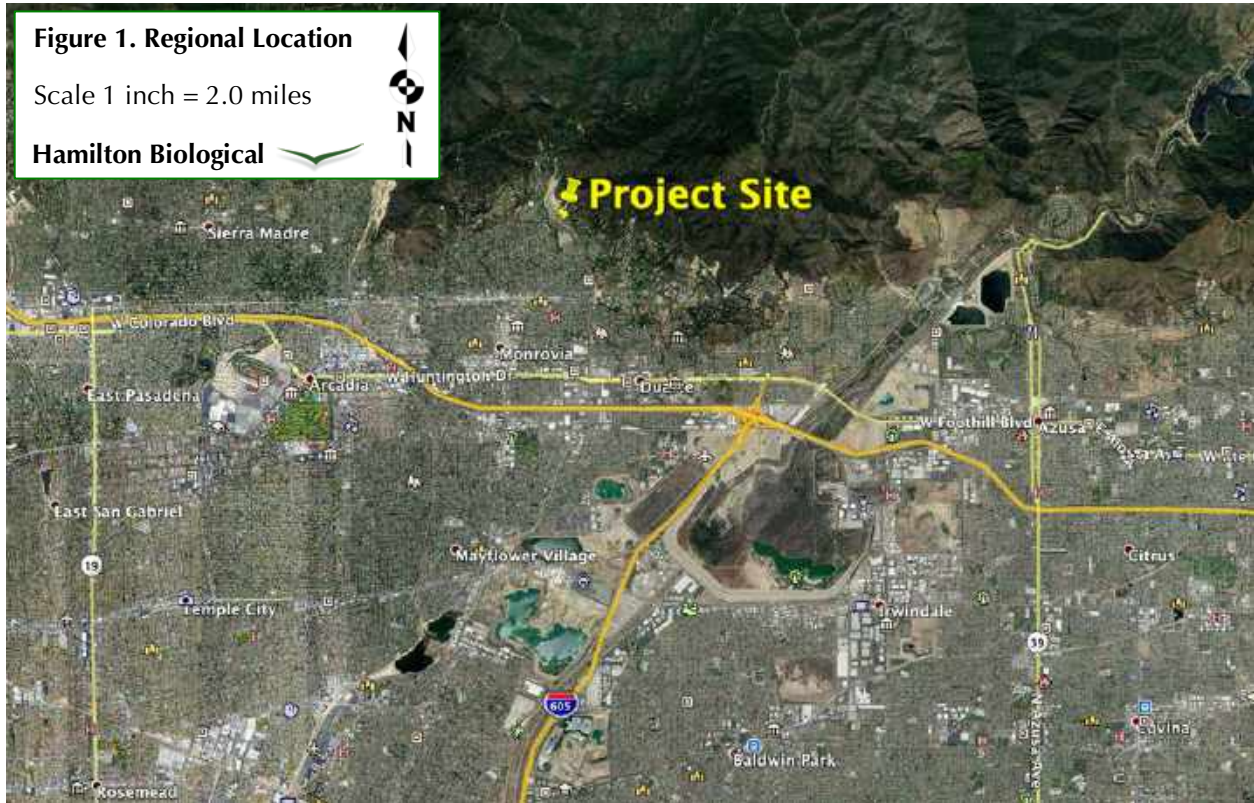 Figure 1. Regional Location
Scale 1 inch = 2.0 miles
N
Hamilton Biological
Project Site
Sierra Madre
W Colorado Blvd
Monrovia
W Huntington Dr
Arcadia
Duarte
East Pasadena
W Foothill Blvd
Azusa
East San Gabriel
Mayflower Village
Citrus
19
Temple City
Irwindale
39
605
N Azusa Ave
Covina
Baldwin Park
Rosemead